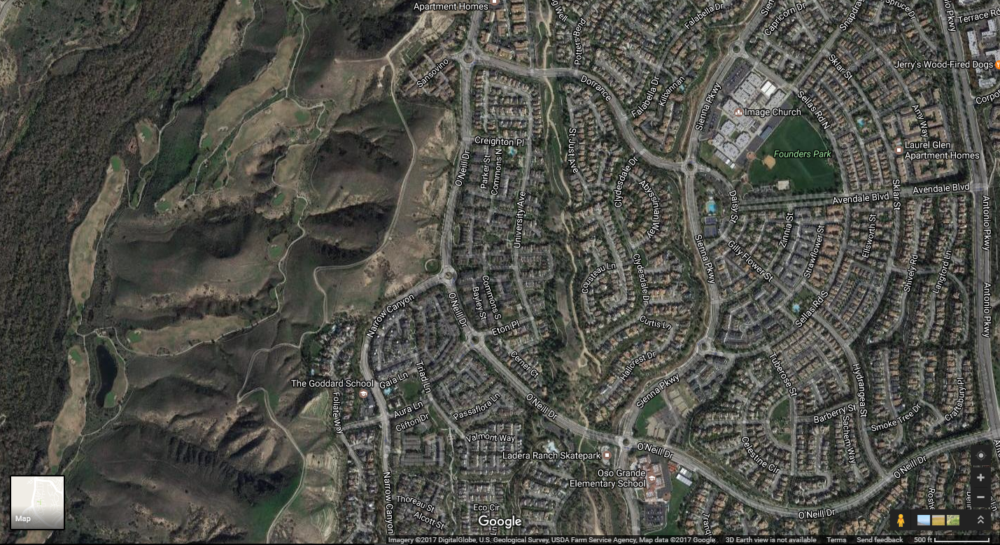 Apartment Homes
Falabella Dr
Capricorn Dr
Spruce Dr
Terrace Rd
Potters Bend
Jerry's Wood-Fired Dogs
Sansovino
Dorrance
Falabella Dr
Kilbannan
Sienna Pkwy
Sklar St
Sellas Rd N
Amy Way
Image Church
Creighton Pl
St Just Ave
Founders Park
Laurel Glen
Apartment Homes
O'Neill Dr
Parker St
Commons N
Clydesdale Dr
Abyssinian Way
Daisy St
Avendale Blvd
Avendale Blvd
Sklar St
Antonio Pkwy
University Ave
Zinnia St
Strawflower St
Ellsworth St
Gilly Flower St
Sienna Pkwy
Shively Rd
Langford Ln
Cousteau Ln
Clydesdale Dr
Antonio Pkwy
Narrow Canyon
O'Neill Dr
Bayley St
Commons S
Sellas Rd S
Eton Pl
Curtis Ln
Cerner Ct
Hallcrest Dr
Tuberose St
Hydrangea St
The Goddard School
Gaia Ln
Triad Ln
Sienna Pkwy
Foliate Way
Aura Ln
Clifton Dr
Passaflora Ln
O'Neill Dr
Barberry St
Smoke Tree Dr
Craftsbury Pl
Valmont Way
Sachem Way
Celestine Cir
Ladera Ranch Skatepark
O'Neill Dr
O'Neill Dr
Oso Grande
Elementary School
Narrow Canyon
Thoreau St
Alcott St
Eco Cir
O'Neill Dr
Map
Google
Imagery ©2017 DigitalGlobe, U.S. Geological Survey, USDA Farm Service Agency, Map data ©2017 Google
3D Earth view is not available
Terms
Send feedback
500 ft